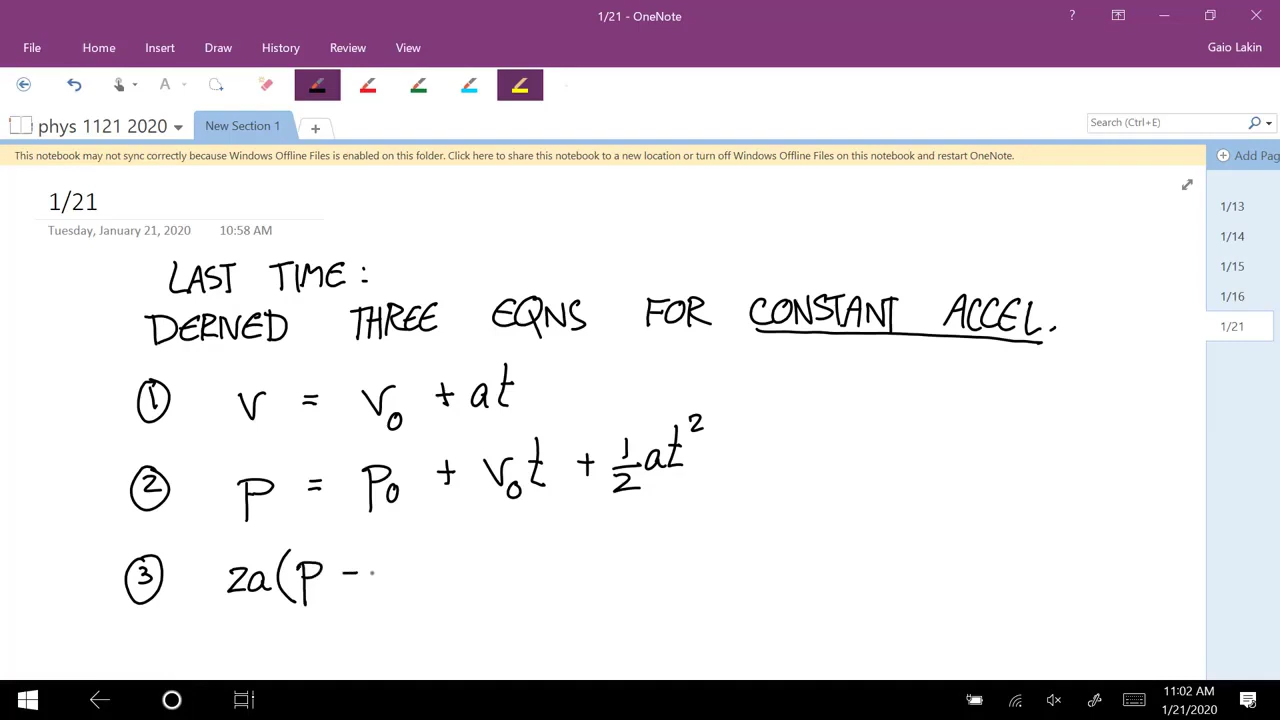 1/21 - OneNote
?
File Home Insert Draw History Review View Gaio Lakin
A
phys 1121 2020 New Section 1 + Search (Ctrl+E)
This notebook may not sync correctly because Windows Offline Files is enabled on this folder. Click here to share this notebook to a new location or turn off Windows Offline Files on this notebook and restart OneNote.
Add Pag
1/13
1/14
1/15
1/16
1/21
1/21
Tuesday, January 21, 2020 10:58 AM
LAST TIME:
DERIVED THREE EQNS FOR CONSTANT ACCEL.
① v = v₀ + at
② p = p₀ + v₀t + ½at²
③ 2a(p -
11:02 AM
1/21/2020